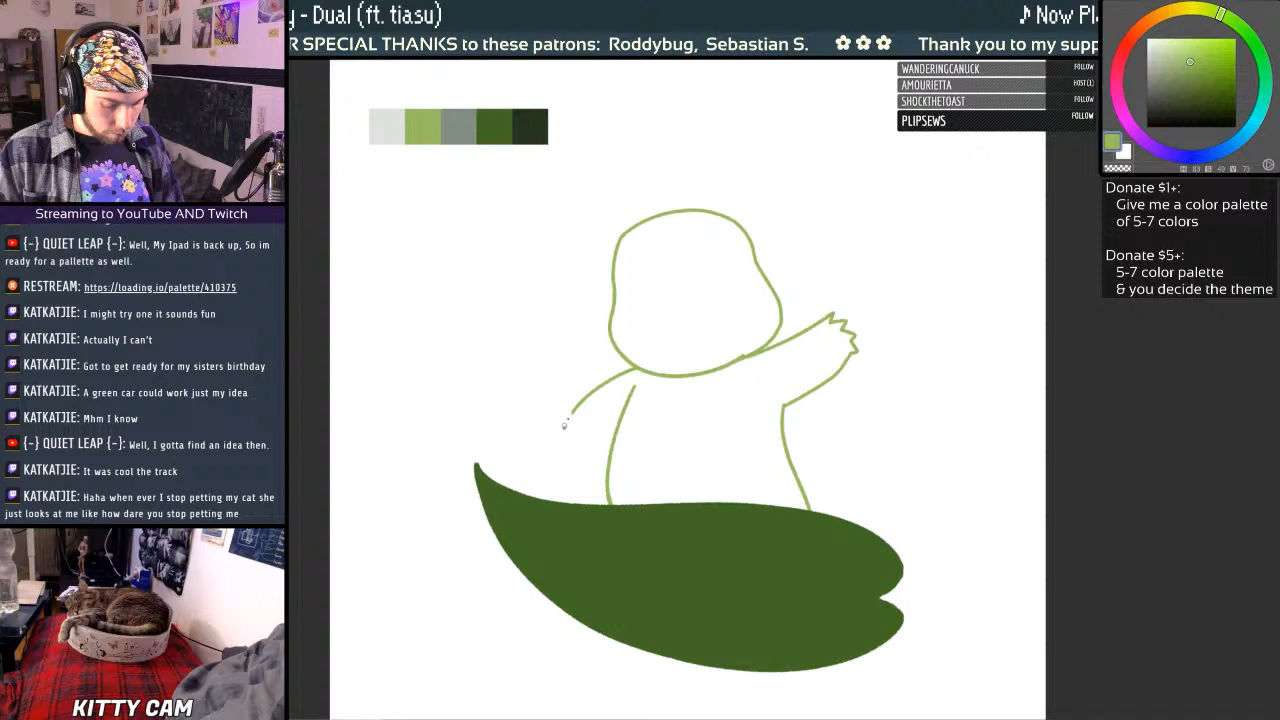 - Dual (ft. tiasu)
♪ Now Pl
R SPECIAL THANKS to these patrons: Roddybug, Sebastian S. ✿ ✿ ✿ Thank you to my supp
WANDERINGCANUCK FOLLOW
AMOURIETTA HOST(1)
SHOCKTHETOAST FOLLOW
PLIPSEWS FOLLOW
Streaming to YouTube AND Twitch
{-} QUIET LEAP {-}: Well, My Ipad is back up, So im
ready for a pallette as well.
RESTREAM: https://loading.io/palette/410375
KATKATJIE: I might try one it sounds fun
KATKATJIE: Actually I can't
KATKATJIE: Got to get ready for my sisters birthday
KATKATJIE: A green car could work just my idea
KATKATJIE: Mhm I know
{-} QUIET LEAP {-}: Well, I gotta find an idea then.
KATKATJIE: It was cool the track
KATKATJIE: Haha when ever I stop petting my cat she
just looks at me like how dare you stop petting me
KITTY CAM
Donate $1+:
Give me a color palette
of 5-7 colors
Donate $5+:
5-7 color palette
& you decide the theme